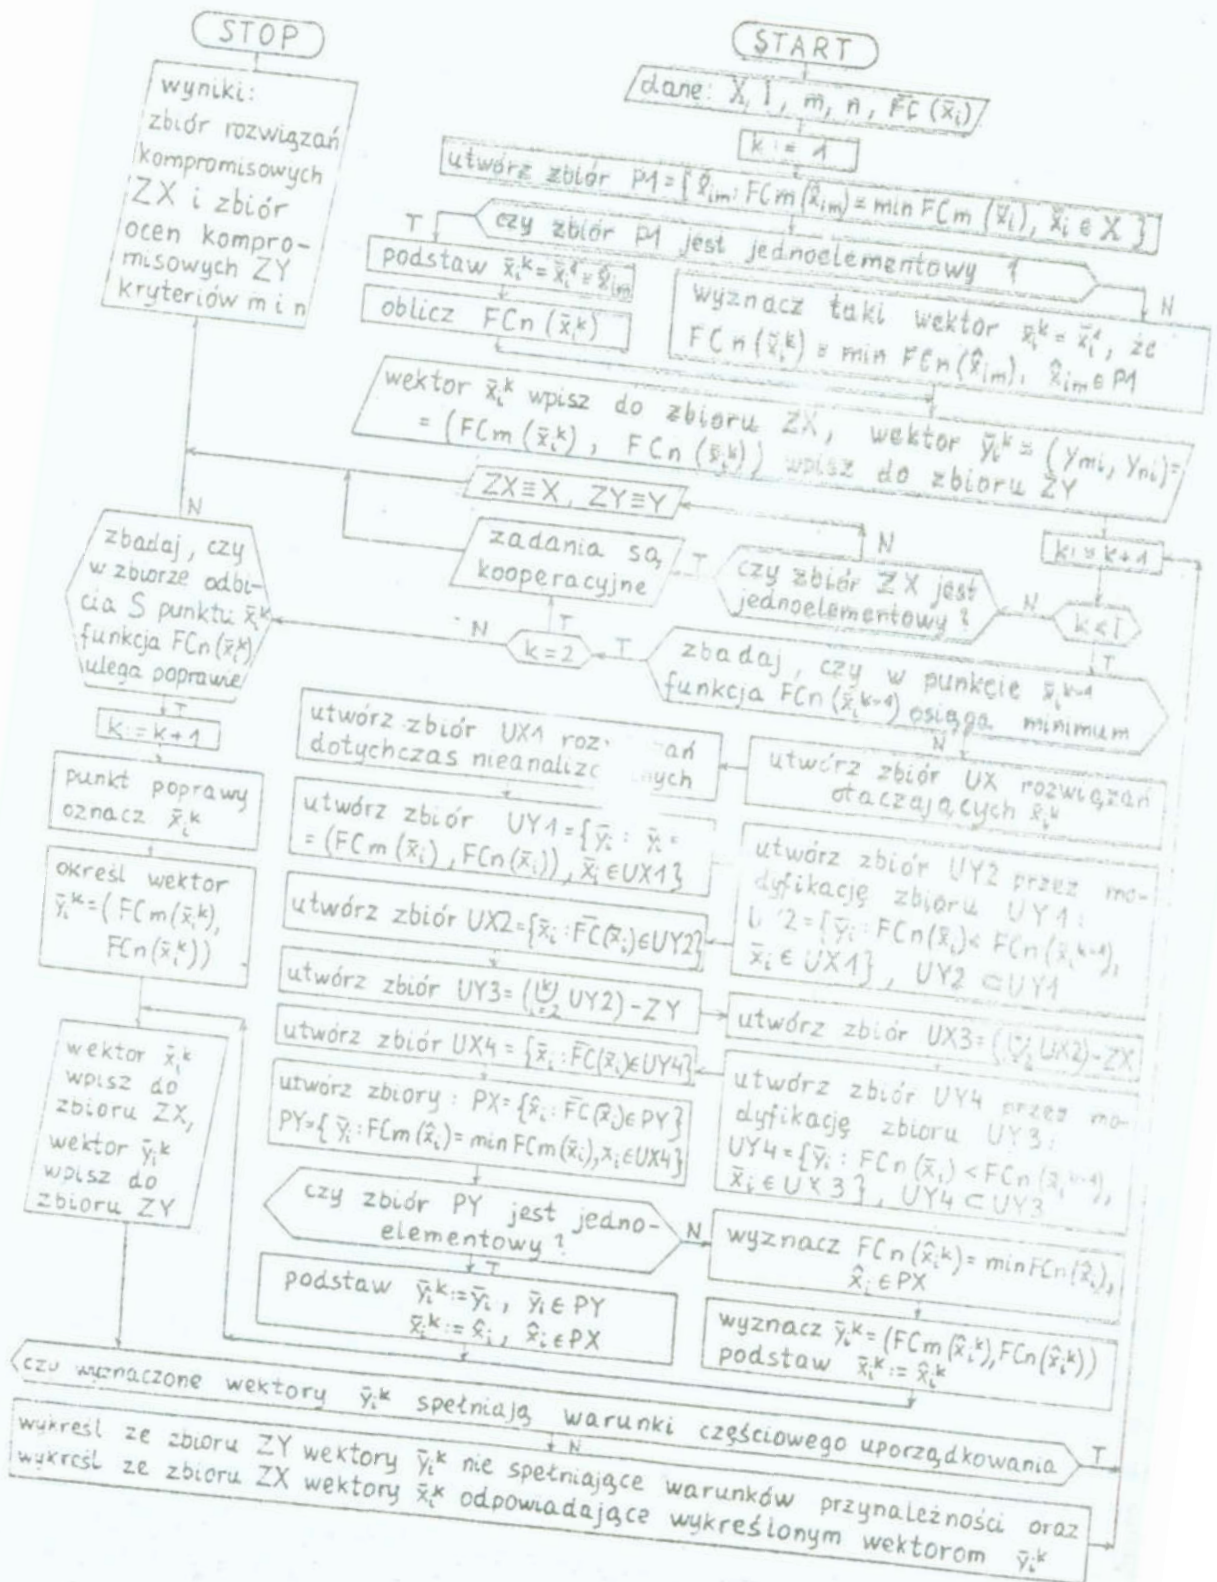 STOP
wyniki:
zbiór rozwiązań
kompromisowych
ZX i zbiór
ocen kompro-
misowych ZY
kryteriów m i n
START
dane: X, I, m, n, F̄C (x̄ᵢ)
k := 1
utwórz zbiór P1 = { x̂ᵢₘ: FCm (x̂ᵢₘ) = min FCm (x̄ᵢ), x̄ᵢ ∈ X }
czy zbiór P1 jest jednoelementowy ?
T
N
podstaw x̄ᵢᵏ = x̄ᵢ¹ = x̂ᵢₘ
oblicz FCn (x̄ᵢᵏ)
wyznacz taki wektor x̄ᵢᵏ = x̄ᵢ¹, że
FCn (x̄ᵢᵏ) = min FCn (x̂ᵢₘ), x̂ᵢₘ ∈ P1
wektor x̄ᵢᵏ wpisz do zbioru ZX, wektor ȳᵢᵏ = (yₘᵢ, yₙᵢ) =
= (FCm (x̄ᵢᵏ), FCn (x̄ᵢᵏ)) wpisz do zbioru ZY
ZX ≡ X, ZY ≡ Y
k := k+1
k < I
N
T
czy zbiór ZX jest
jednoelementowy ?
N
T
zadania są
kooperacyjne
zbadaj, czy w punkcie x̄ᵢᵏ⁻¹
funkcja FCn (x̄ᵢᵏ⁻¹) osiąga minimum
T
N
k = 2
T
N
zbadaj, czy
w zbiorze odbi-
cia S punktu x̄ᵢᵏ
funkcja FCn (x̄ᵢᵏ)
ulega poprawie
N
T
k := k+1
punkt poprawy
oznacz x̄ᵢᵏ
określ wektor
ȳᵢᵏ = (FCm (x̄ᵢᵏ),
FCn (x̄ᵢᵏ))
wektor x̄ᵢᵏ
wpisz do
zbioru ZX,
wektor ȳᵢᵏ
wpisz do
zbioru ZY
utwórz zbiór UX rozwiązań
otaczających x̄ᵢᵏ
utwórz zbiór UX1 roz ań
dotychczas nieanalizo nych
utwórz zbiór UY1 = { ȳᵢ : ȳᵢ =
= (FCm (x̄ᵢ), FCn (x̄ᵢ)), x̄ᵢ ∈ UX1 }
utwórz zbiór UY2 przez mo-
dyfikację zbioru UY1 :
2 = { ȳᵢ : FCn (x̄ᵢ) < FCn (x̄ᵢᵏ⁻¹),
x̄ᵢ ∈ UX1 }, UY2 ⊂ UY1
utwórz zbiór UX2 = { x̄ᵢ : F̄C (x̄ᵢ) ∈ UY2 }
utwórz zbiór UY3 = (⋃ᵢ₌₂ᵏ UY2) - ZY
utwórz zbiór UX3 = (⋃ UX2) - ZX
utwórz zbiór UY4 przez mo-
dyfikację zbioru UY3 :
UY4 = { ȳᵢ : FCn (x̄ᵢ) < FCn (x̄ᵢᵏ⁻¹),
x̄ᵢ ∈ UX3 }, UY4 ⊂ UY3
utwórz zbiór UX4 = { x̄ᵢ : F̄C (x̄ᵢ) ∈ UY4 }
utwórz zbiory : PX = { x̂ᵢ : F̄C (x̂ᵢ) ∈ PY }
PY = { ȳᵢ : FCm (x̂ᵢ) = min FCm (x̄ᵢ), xᵢ ∈ UX4 }
czy zbiór PY jest jedno-
elementowy ?
N
T
podstaw ȳᵢᵏ := ȳᵢ, ȳᵢ ∈ PY
x̄ᵢᵏ := x̂ᵢ, x̂ᵢ ∈ PX
wyznacz FCn (x̂ᵢᵏ) = min FCn (x̂ᵢ),
x̂ᵢ ∈ PX
wyznacz ȳᵢᵏ = (FCm (x̂ᵢᵏ), FCn (x̂ᵢᵏ))
podstaw x̄ᵢᵏ := x̂ᵢᵏ
czy wyznaczone wektory ȳᵢᵏ spełniają warunki częściowego uporządkowania
T
N
wykreśl ze zbioru ZY wektory ȳᵢᵏ nie spełniające warunków przynależności oraz
wykreśl ze zbioru ZX wektory x̄ᵢᵏ odpowiadające wykreślonym wektorom ȳᵢᵏ